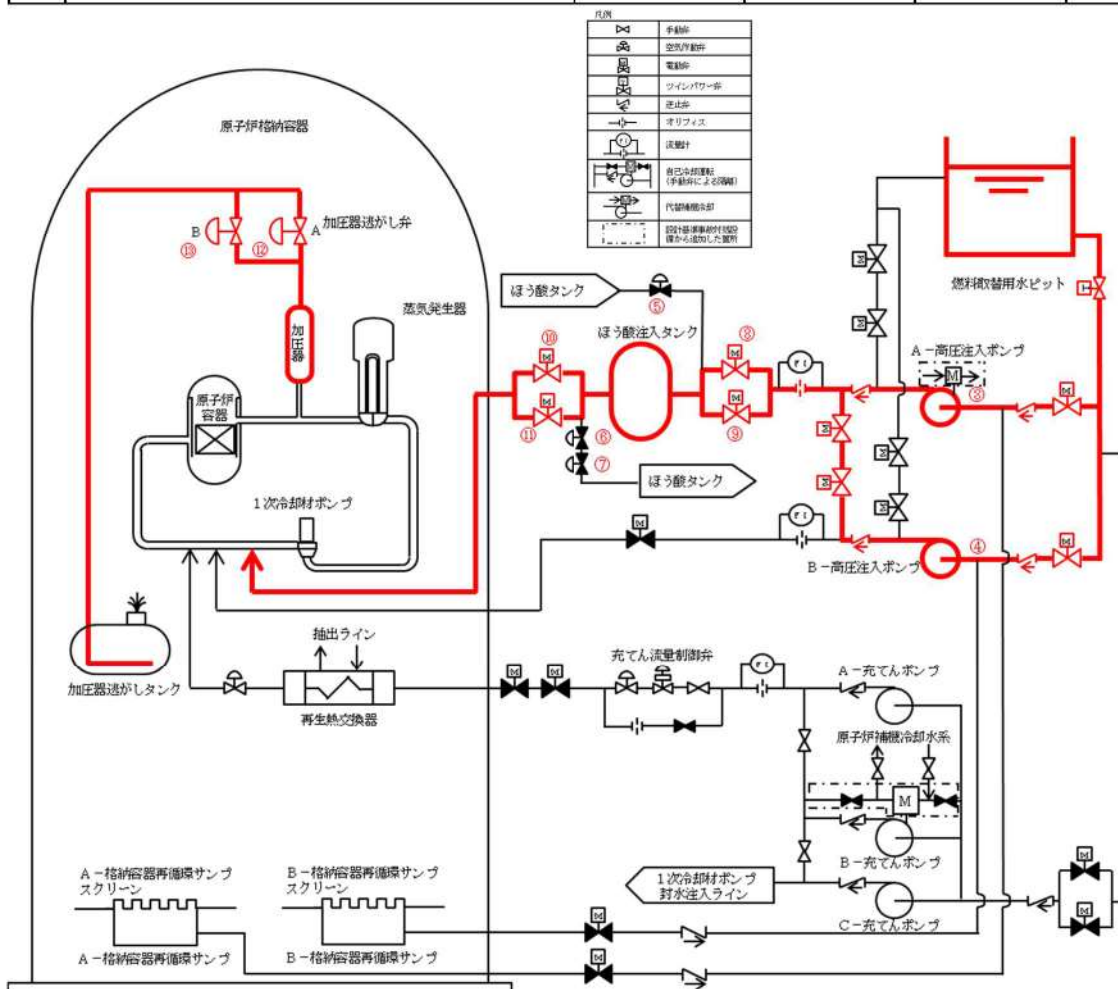 凡例
手動弁
空気作動弁
電動弁
ツインパワー弁
逆止弁
オリフィス
流量計
自己冷却運転
(手動弁による隔離)
代替補機冷却
設計基準事故対処設
備から追加した箇所
原子炉格納容器
加圧器逃がし弁
B
A
⑬
⑫
加圧器
蒸気発生器
原子炉
容器
1次冷却材ポンプ
ほう酸タンク
⑤
ほう酸注入タンク
⑩
⑪
⑧
⑨
⑥
⑦
ほう酸タンク
燃料取替用水ピット
A-高圧注入ポンプ
③
④
B-高圧注入ポンプ
加圧器逃がしタンク
抽出ライン
再生熱交換器
充てん流量制御弁
A-充てんポンプ
原子炉補機冷却水系
M
B-充てんポンプ
1次冷却材ポンプ
封水注入ライン
C-充てんポンプ
A-格納容器再循環サンプ
スクリーン
B-格納容器再循環サンプ
スクリーン
A-格納容器再循環サンプ
B-格納容器再循環サンプ